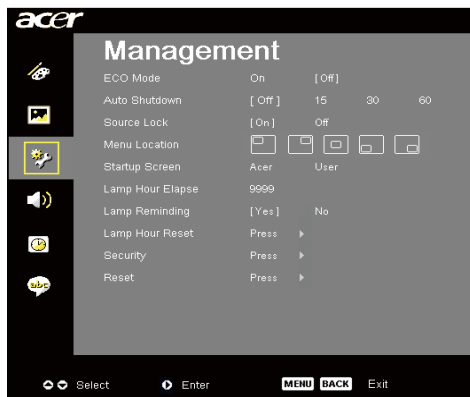 acer
Management
ECO Mode On [Off]
Auto Shutdown [Off] 15 30 60
Source Lock [On] Off
Menu Location
Startup Screen Acer User
Lamp Hour Elapse 9999
Lamp Reminding [Yes] No
Lamp Hour Reset Press
Security Press
Reset Press
abc
Select Enter MENU BACK Exit